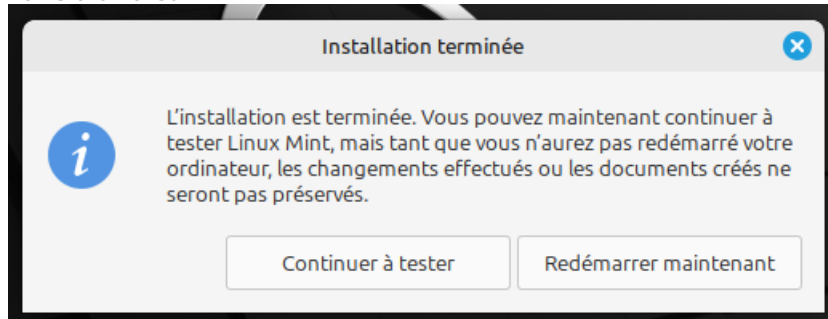 Installation terminée
L'installation est terminée. Vous pouvez maintenant continuer à
tester Linux Mint, mais tant que vous n'aurez pas redémarré votre
ordinateur, les changements effectués ou les documents créés ne
seront pas préservés.
Continuer à tester
Redémarrer maintenant